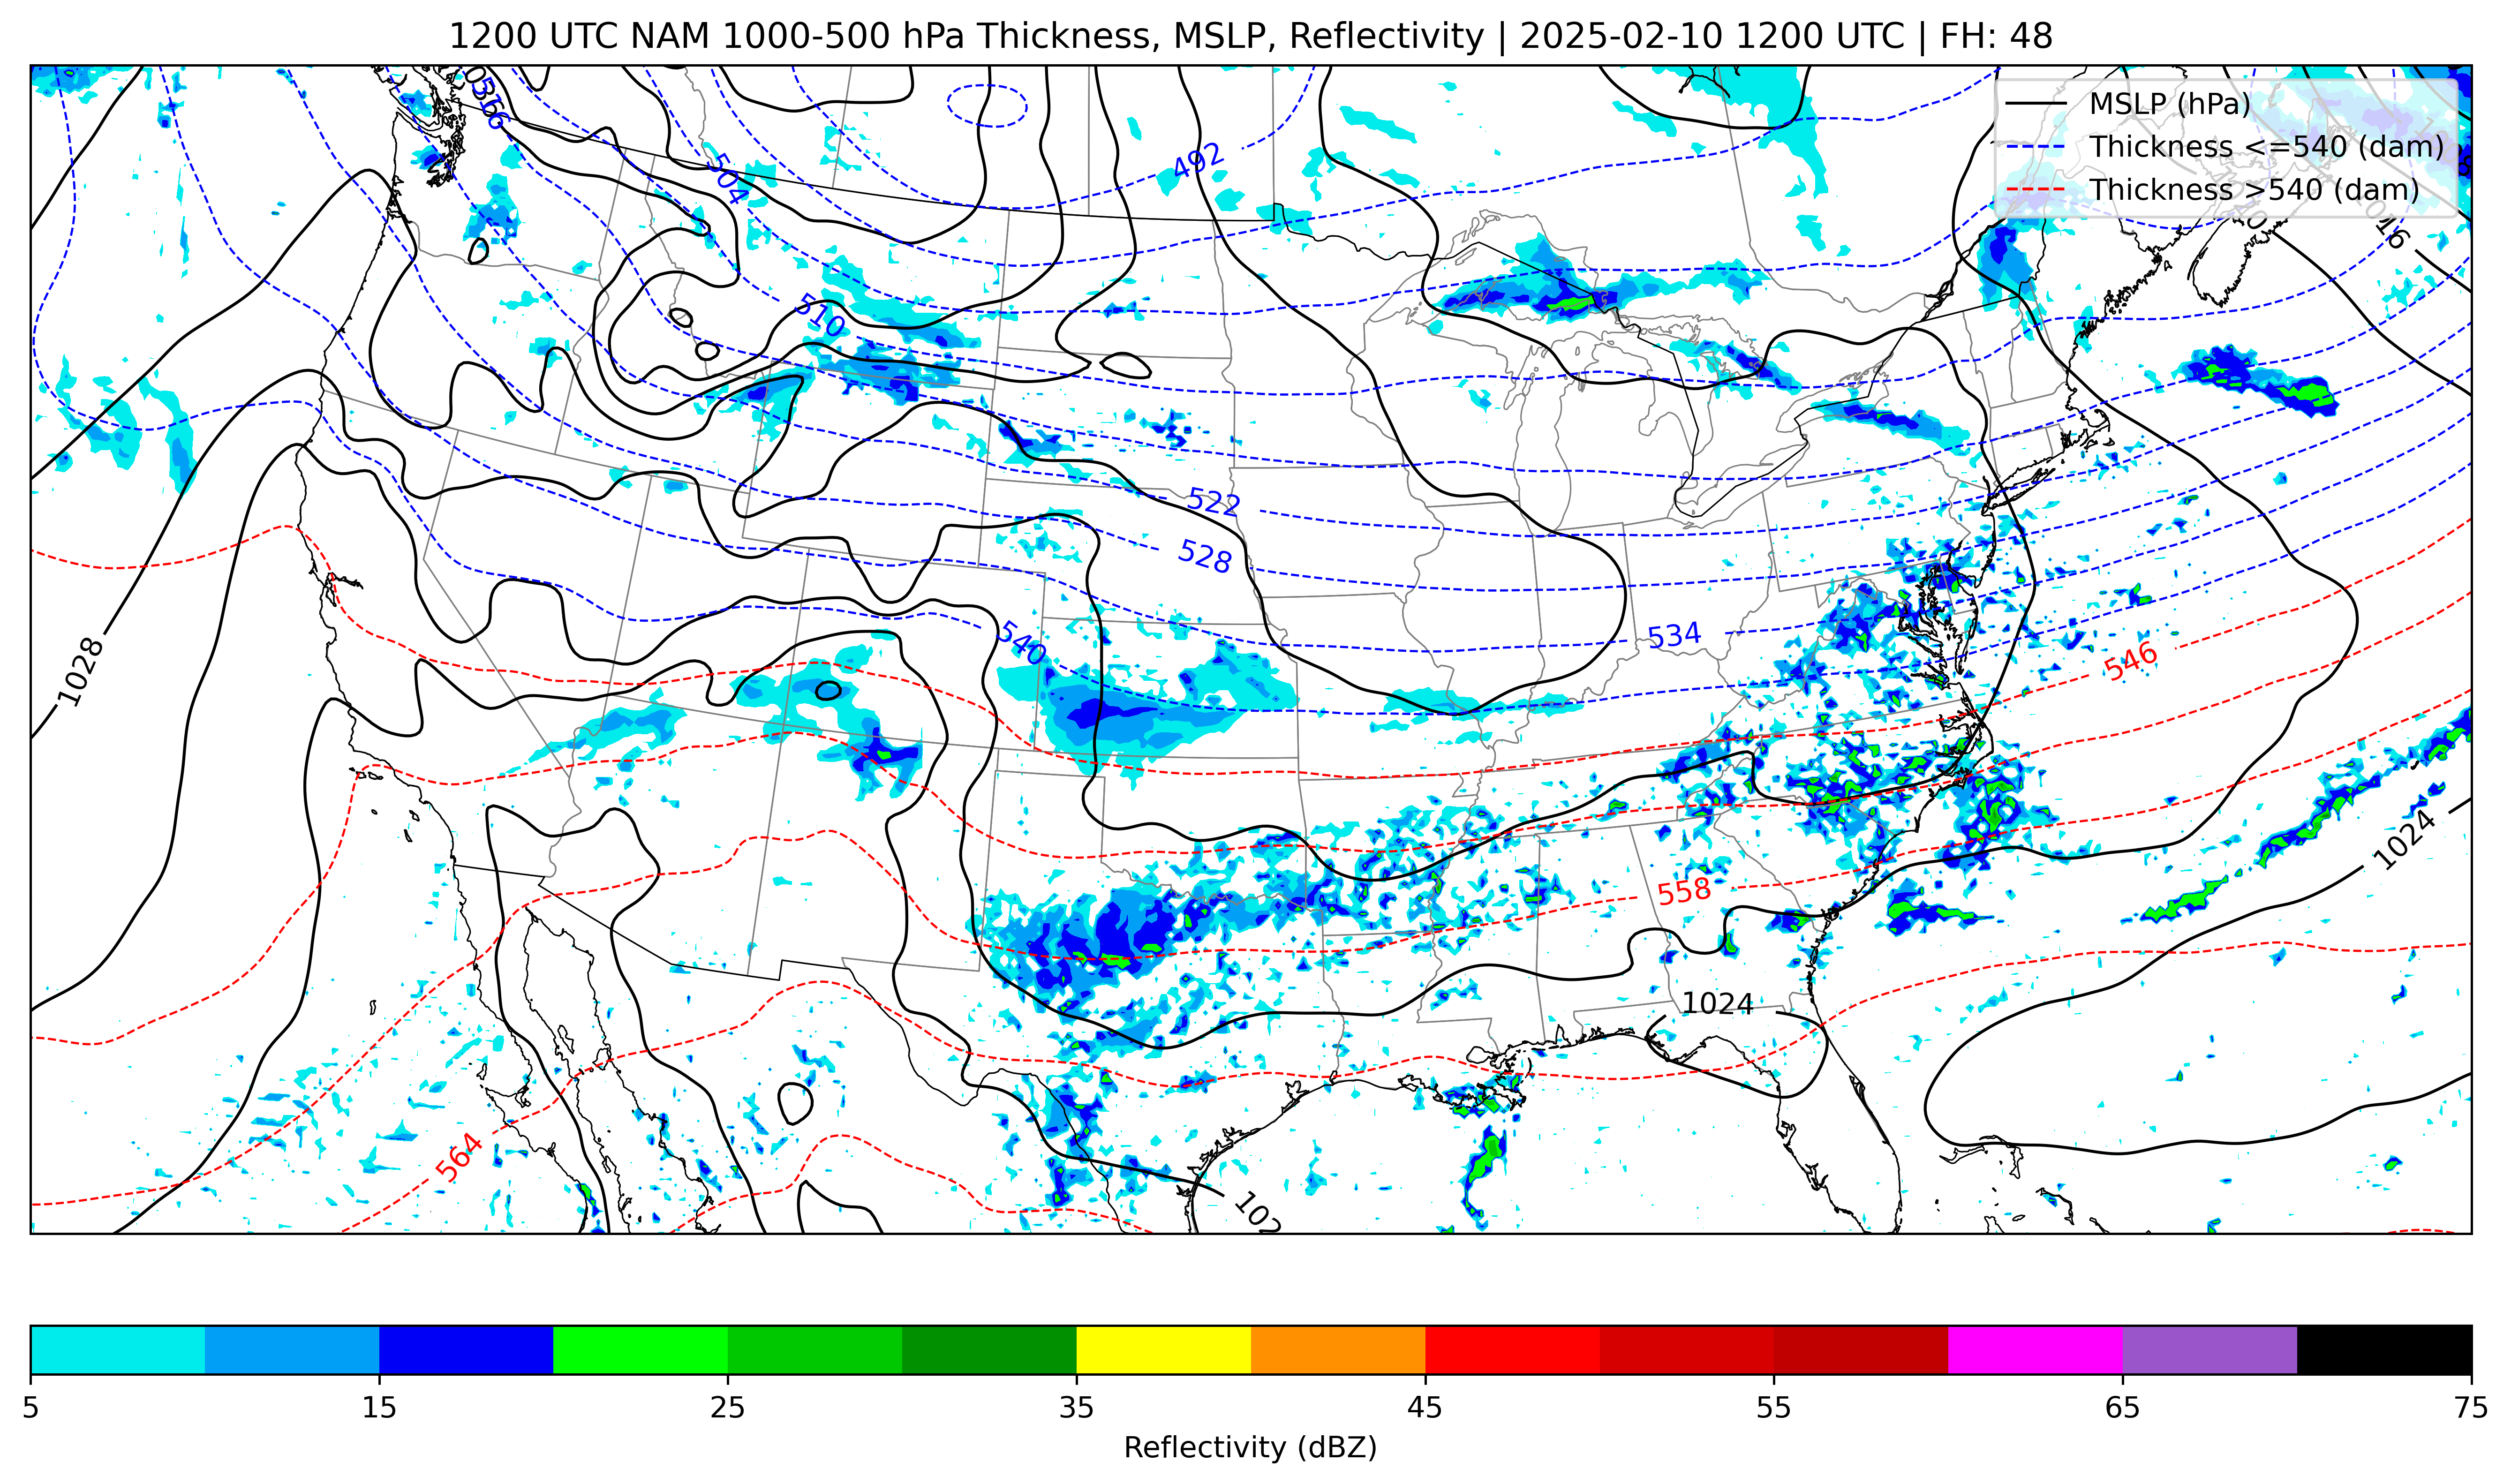 1200 UTC NAM 1000-500 hPa Thickness, MSLP, Reflectivity | 2025-02-10 1200 UTC | FH: 48
MSLP (hPa)
Thickness <=540 (dam)
Thickness >540 (dam)
516
504
492
510
1016
522
528
540
534
546
1028
1024
558
1024
564
102
5 15 25 35 45 55 65 75
Reflectivity (dBZ)